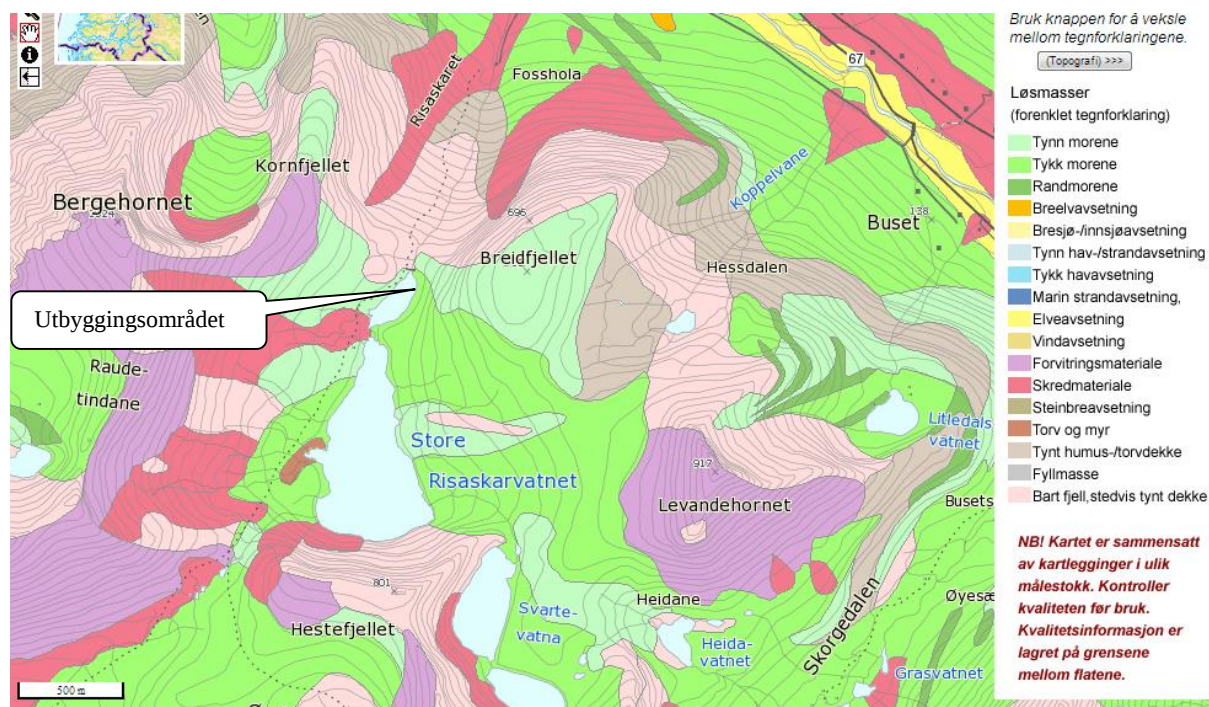 Bruk knappen for å veksle
mellom tegnforklaringene.
(Topografi) >>>
Løsmasser
(forenklet tegnforklaring)
Tynn morene
Tykk morene
Randmorene
Breelvavsetning
Bresjø-/innsjøavsetning
Tynn hav-/strandavsetning
Tykk havavsetning
Marin strandavsetning,
Elveavsetning
Vindavsetning
Forvitringsmateriale
Skredmateriale
Steinbreavsetning
Torv og myr
Tynt humus-/torvdekke
Fyllmasse
Bart fjell,stedvis tynt dekke
NB! Kartet er sammensatt
av kartlegginger i ulik
målestokk. Kontroller
kvaliteten før bruk.
Kvalitetsinformasjon er
lagret på grensene
mellom flatene.
67
Fosshola
Risaskaret
Kornfjellet
Koppelvane
Bergehornet
696
138
Buset
Breidfjellet
Hessdalen
Utbyggingsområdet
Raude-
tindane
Store
Risaskarvatnet
Litledals
vatnet
917
Levandehornet
Busets
801
Hestefjellet
Svarte-
vatna
Heidane
Heida-
vatnet
Skorgedalen
Øyesæ
Grasvatnet
500 m